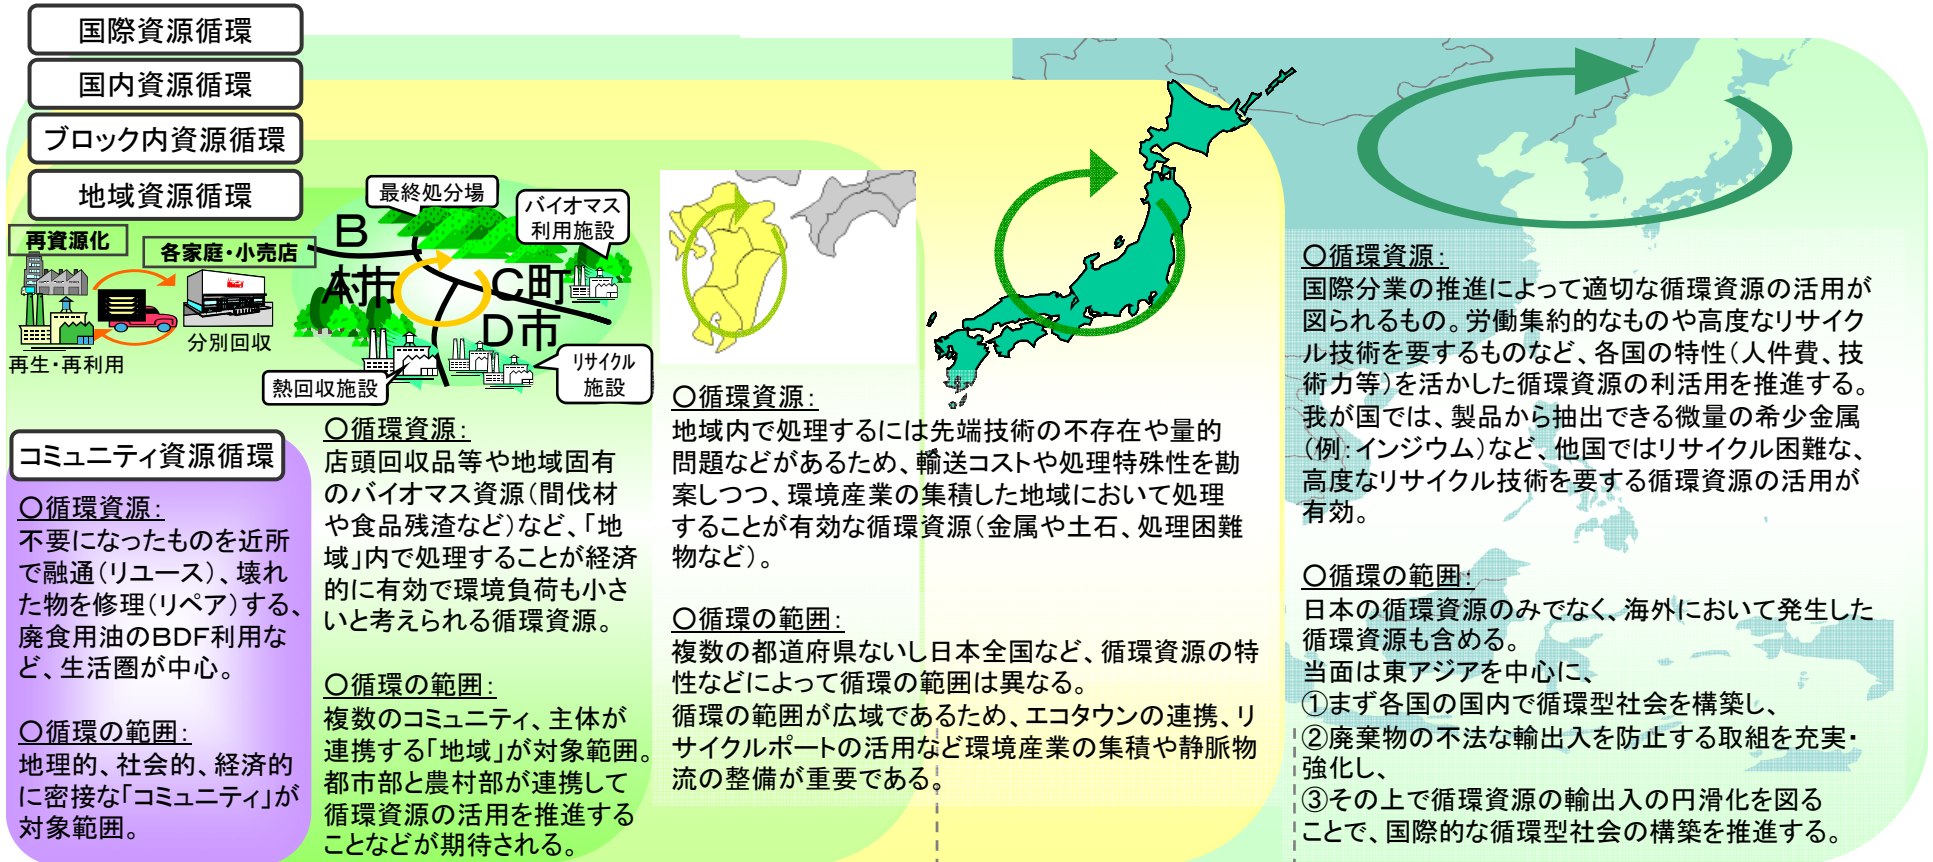 国際資源循環
国内資源循環
ブロック内資源循環
地域資源循環
再資源化
各家庭・小売店
分別回収
再生・再利用
最終処分場
バイオマス
利用施設
B
村
A市
C町
D市
熱回収施設
リサイクル
施設
コミュニティ資源循環
〇循環資源:
不要になったものを近所
で融通(リユース)、壊れ
た物を修理(リペア)する、
廃食用油のBDF利用な
ど、生活圏が中心。
〇循環の範囲:
地理的、社会的、経済的
に密接な「コミュニティ」が
対象範囲。
〇循環資源:
店頭回収品等や地域固有
のバイオマス資源(間伐材
や食品残渣など)など、「地
域」内で処理することが経済
的に有効で環境負荷も小さ
いと考えられる循環資源。
〇循環の範囲:
複数のコミュニティ、主体が
連携する「地域」が対象範囲。
都市部と農村部が連携して
循環資源の活用を推進する
ことなどが期待される。
〇循環資源:
地域内で処理するには先端技術の不存在や量的
問題などがあるため、輸送コストや処理特殊性を勘
案しつつ、環境産業の集積した地域において処理
することが有効な循環資源(金属や土石、処理困難
物など)。
〇循環の範囲:
複数の都道府県ないし日本全国など、循環資源の特
性などによって循環の範囲は異なる。
循環の範囲が広域であるため、エコタウンの連携、リ
サイクルポートの活用など環境産業の集積や静脈物
流の整備が重要である。
〇循環資源:
国際分業の推進によって適切な循環資源の活用が
図られるもの。労働集約的なものや高度なリサイク
ル技術を要するものなど、各国の特性(人件費、技
術力等)を活かした循環資源の利活用を推進する。
我が国では、製品から抽出できる微量の希少金属
(例:インジウム)など、他国ではリサイクル困難な、
高度なリサイクル技術を要する循環資源の活用が
有効。
〇循環の範囲:
日本の循環資源のみでなく、海外において発生した
循環資源も含める。
当面は東アジアを中心に、
①まず各国の国内で循環型社会を構築し、
②廃棄物の不法な輸出入を防止する取組を充実・
強化し、
③その上で循環資源の輸出入の円滑化を図る
ことで、国際的な循環型社会の構築を推進する。